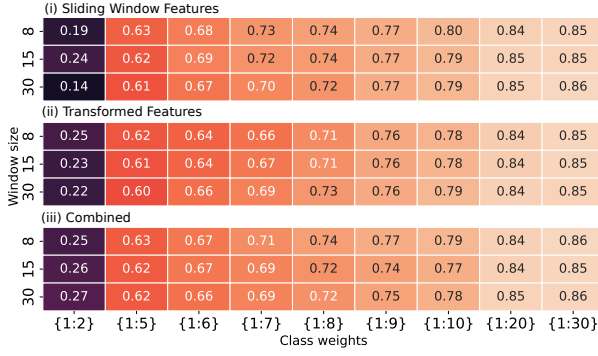 (i) Sliding Window Features
8 0.19 0.63 0.68 0.73 0.74 0.77 0.80 0.84 0.85
15 0.24 0.62 0.69 0.72 0.74 0.77 0.79 0.85 0.85
30 0.14 0.61 0.67 0.70 0.72 0.77 0.79 0.85 0.86
(ii) Transformed Features
8 0.25 0.62 0.64 0.66 0.71 0.76 0.78 0.84 0.85
15 0.23 0.61 0.64 0.67 0.71 0.76 0.78 0.84 0.85
30 0.22 0.60 0.66 0.69 0.73 0.76 0.79 0.84 0.85
Window size
(iii) Combined
8 0.25 0.63 0.67 0.71 0.74 0.77 0.79 0.84 0.86
15 0.26 0.62 0.67 0.69 0.72 0.74 0.77 0.84 0.85
30 0.27 0.62 0.66 0.69 0.72 0.75 0.78 0.85 0.86
{1:2} {1:5} {1:6} {1:7} {1:8} {1:9} {1:10} {1:20} {1:30}
Class weights